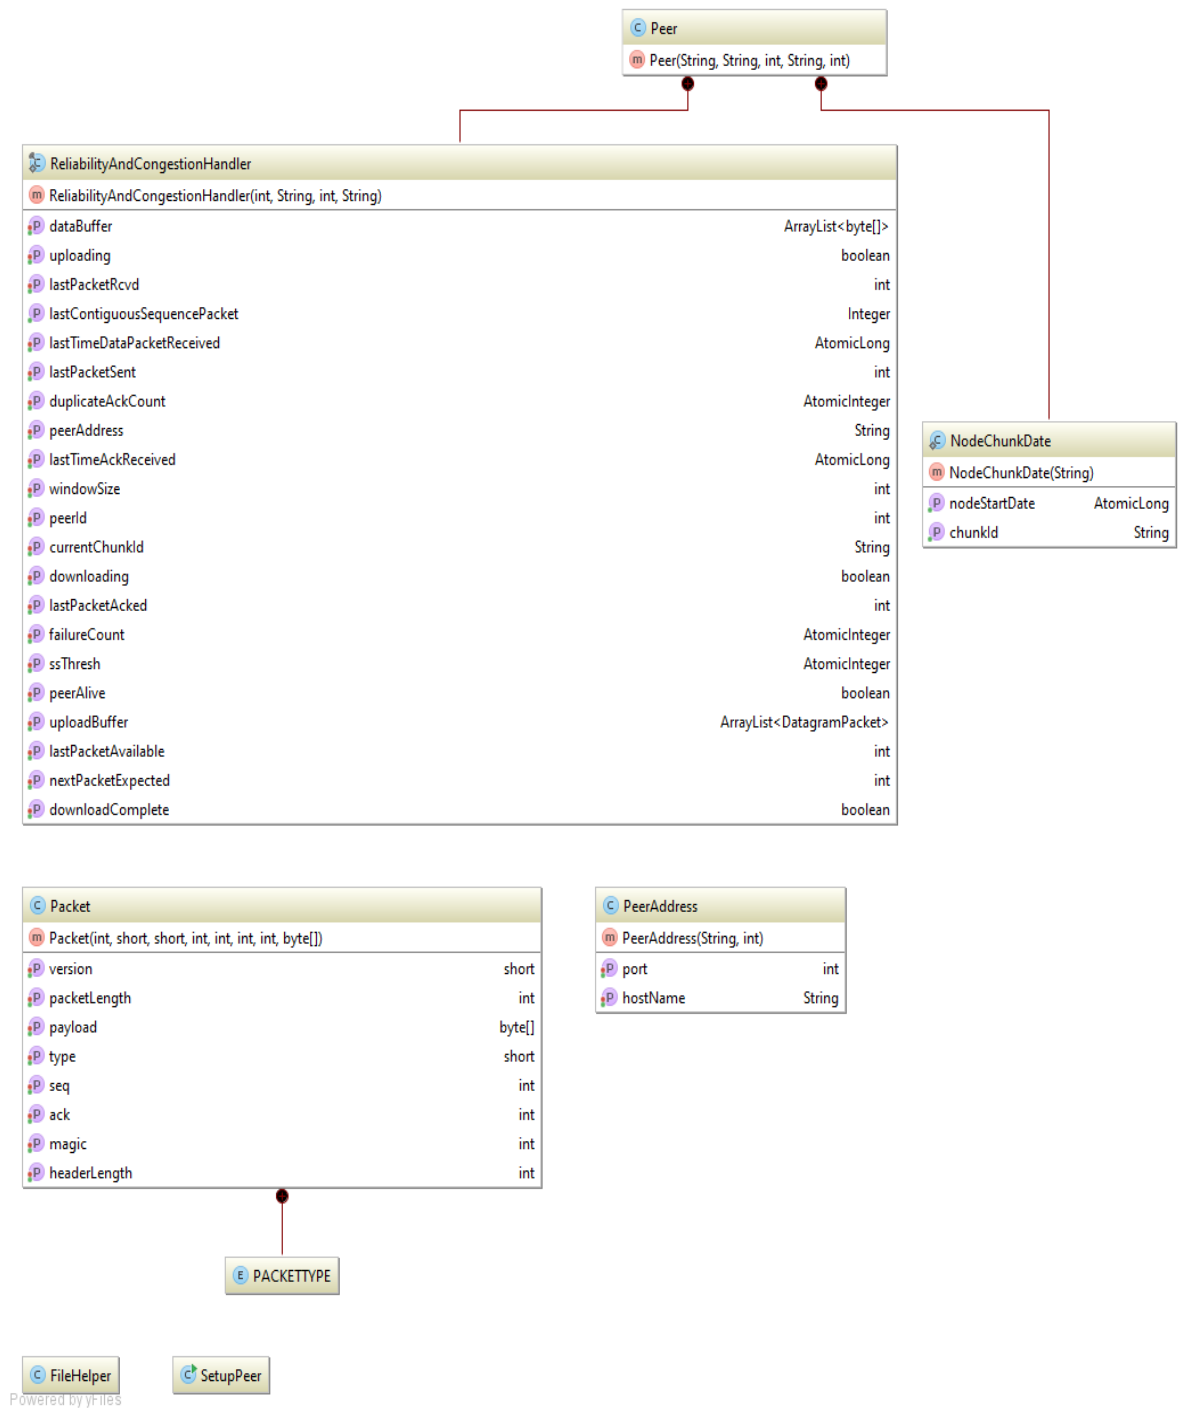 Peer
Peer(String, String, int, String, int)
ReliabilityAndCongestionHandler
ReliabilityAndCongestionHandler(int, String, int, String)
dataBuffer ArrayList<byte[]>
uploading boolean
lastPacketRcvd int
lastContiguousSequencePacket Integer
lastTimeDataPacketReceived AtomicLong
lastPacketSent int
duplicateAckCount AtomicInteger
peerAddress String
lastTimeAckReceived AtomicLong
windowSize int
peerId int
currentChunkId String
downloading boolean
lastPacketAcked int
failureCount AtomicInteger
ssThresh AtomicInteger
peerAlive boolean
uploadBuffer ArrayList<DatagramPacket>
lastPacketAvailable int
nextPacketExpected int
downloadComplete boolean
NodeChunkDate
NodeChunkDate(String)
nodeStartDate AtomicLong
chunkId String
Packet
Packet(int, short, short, int, int, int, int, byte[])
version short
packetLength int
payload byte[]
type short
seq int
ack int
magic int
headerLength int
PeerAddress
PeerAddress(String, int)
port int
hostName String
PACKETTYPE
FileHelper
SetupPeer
Powered by yFiles